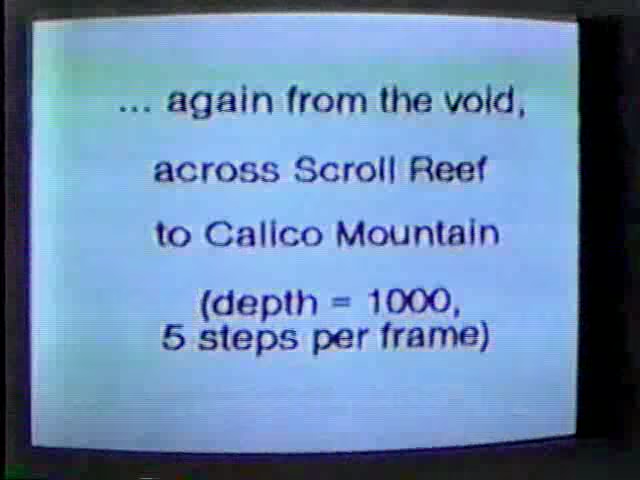 ... again from the void,
across Scroll Reef
to Calico Mountain
(depth = 1000,
5 steps per frame)